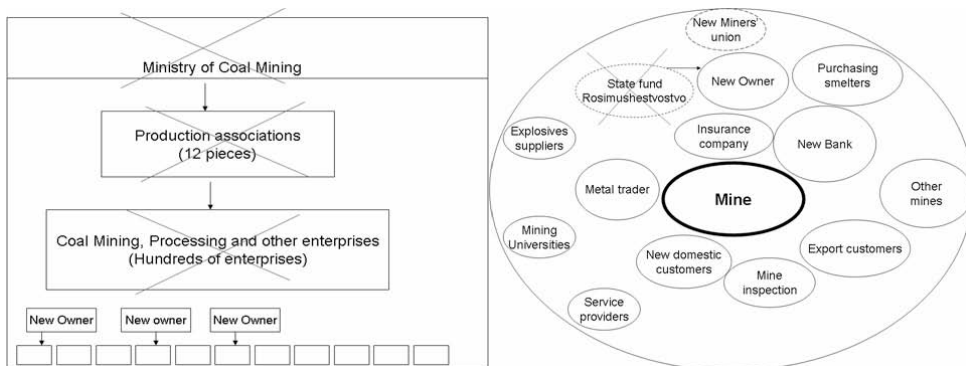 Ministry of Coal Mining
Production associations
(12 pieces)
Coal Mining, Processing and other enterprises
(Hundreds of enterprises)
New Owner
New owner
New Owner
New Miners'
union
State fund
Rosimushestvostvo
New Owner
Purchasing
smelters
Explosives
suppliers
Insurance
company
New Bank
Metal trader
Mine
Other
mines
Mining
Universities
New domestic
customers
Export customers
Mine
inspection
Service
providers